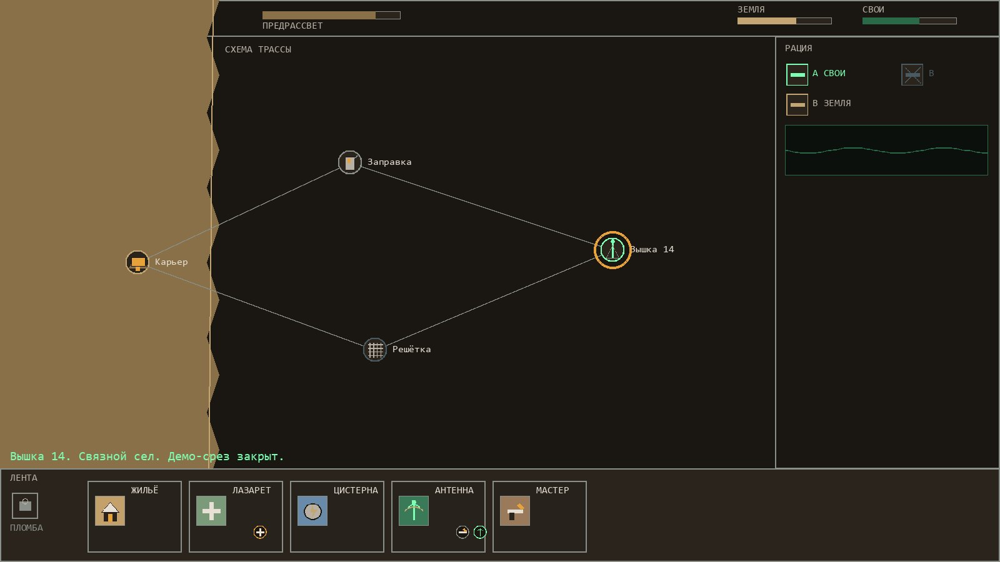 ЗЕМЛЯ
СВОИ
ПРЕДРАССВЕТ
СХЕМА ТРАССЫ
РАЦИЯ
А СВОИ
В
В ЗЕМЛЯ
Заправка
Вышка 14
Карьер
Решётка
Вышка 14. Связной сел. Демо-срез закрыт.
ЛЕНТА
ПЛОМБА
ЖИЛЬЁ
ЛАЗАРЕТ
ЦИСТЕРНА
АНТЕННА
МАСТЕР